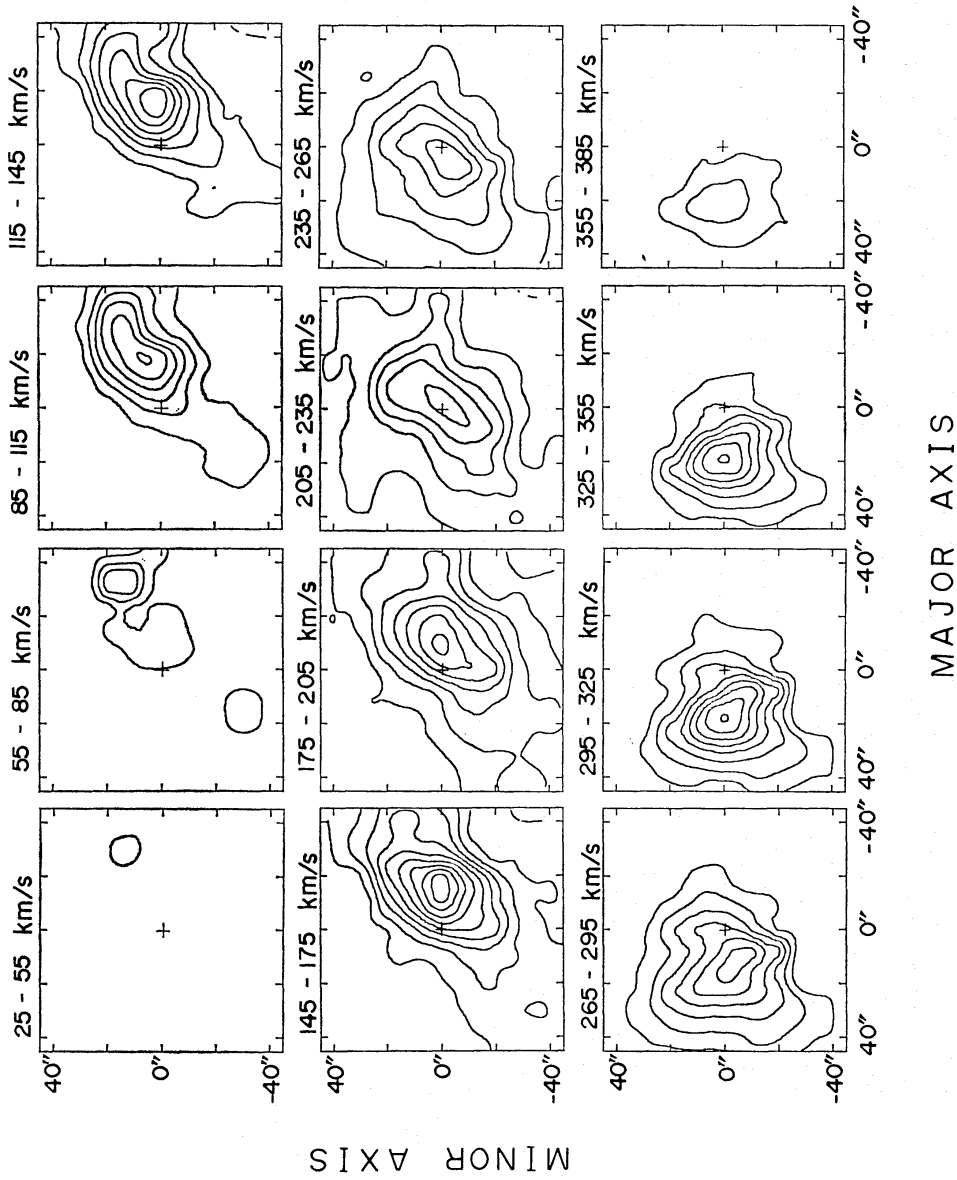 25 - 55 km/s
55 - 85 km/s
85 - 115 km/s
115 - 145 km/s
40"
0"
-40"
145 - 175 km/s
175 - 205 km/s
205 - 235 km/s
235 - 265 km/s
40"
0"
-40"
265 - 295 km/s
295 - 325 km/s
325 - 355 km/s
355 - 385 km/s
40"
0"
-40"
40" 0" -40"
40" 0" -40"
40" 0" -40"
40" 0" -40"
MINOR AXIS
MAJOR AXIS